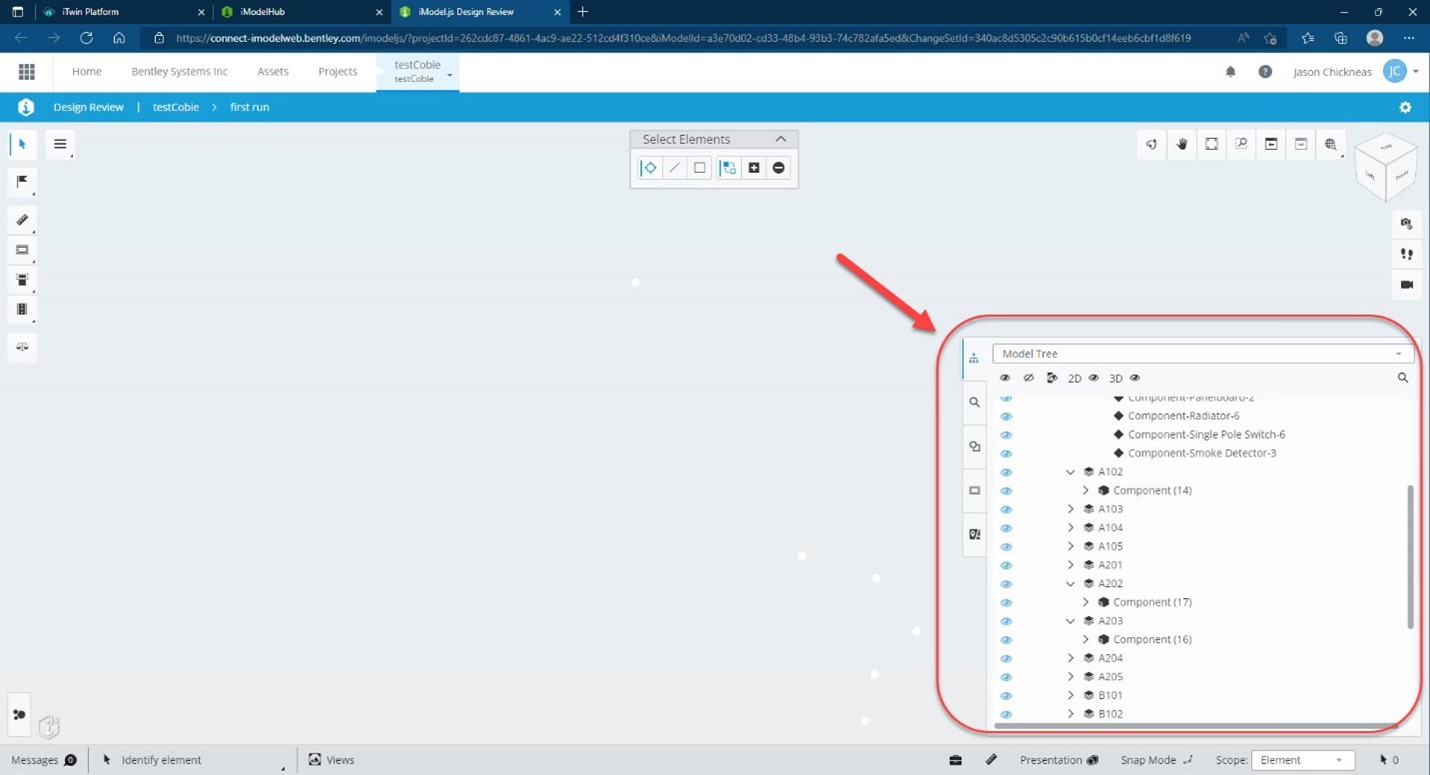 iTwin Platform
iModelHub
iModel.js Design Review
https://connect-imodelweb.bentley.com/imodeljs/?projectId=262cdc87-4861-4ac9-ae22-512cd4f310ce&iModelId=a3e70d02-cd33-48b4-93b3-74c782afa5ed&ChangeSetId=340ac8d5305c2c90b615b0cf14eeb6cbf1d8f619
Home
Bentley Systems Inc
Assets
Projects
testCobie
testCobie
Jason Chickneas
JC
Design Review | testCobie > first run
Select Elements
Left
Front
Model Tree
2D
3D
Component-Panelboard-2
Component-Radiator-6
Component-Single Pole Switch-6
Component-Smoke Detector-3
A102
Component (14)
A103
A104
A105
A201
A202
Component (17)
A203
Component (16)
A204
A205
B101
B102
Messages 0
Identify element
Views
Presentation
Snap Mode
Scope: Element
0